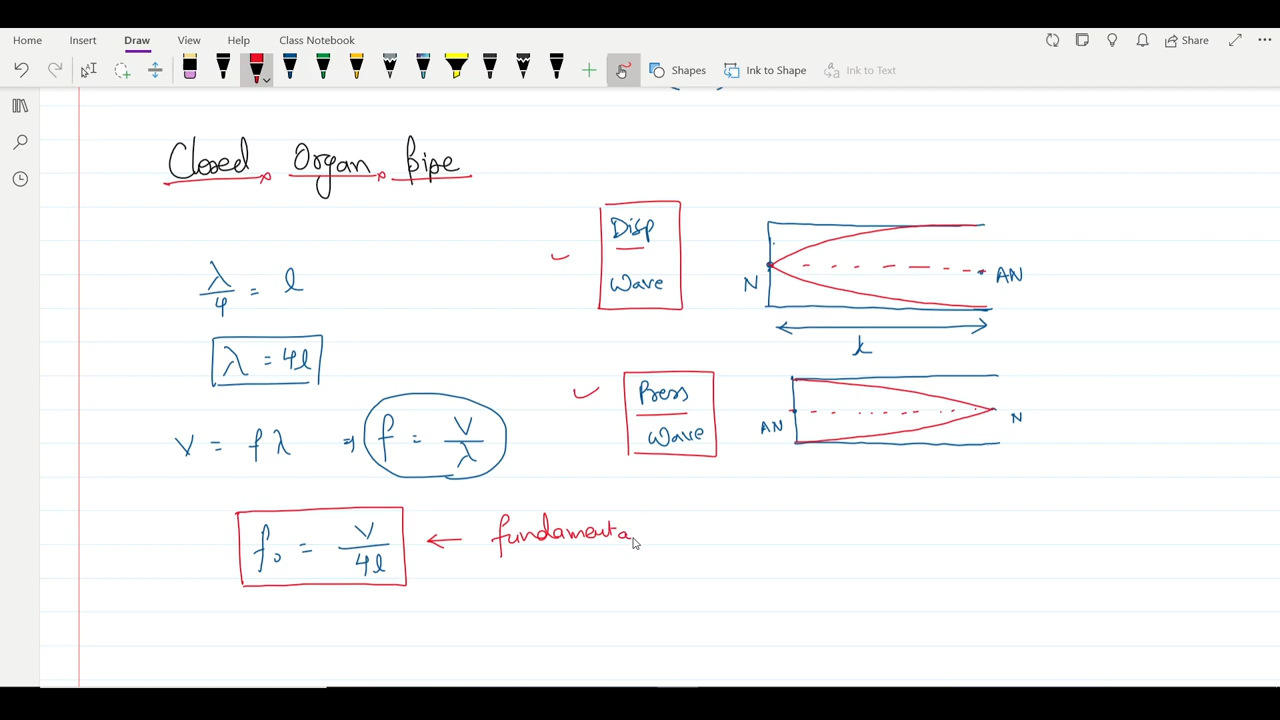 Home Insert Draw View Help Class Notebook Share
Shapes Ink to Shape Ink to Text
Closed Organ Pipe
Disp
Wave
N AN
l
λ/4 = l
λ = 4l
Press
Wave
AN N
V = fλ ⇒ f = V/λ
f₀ = V/4l ← fundamenta